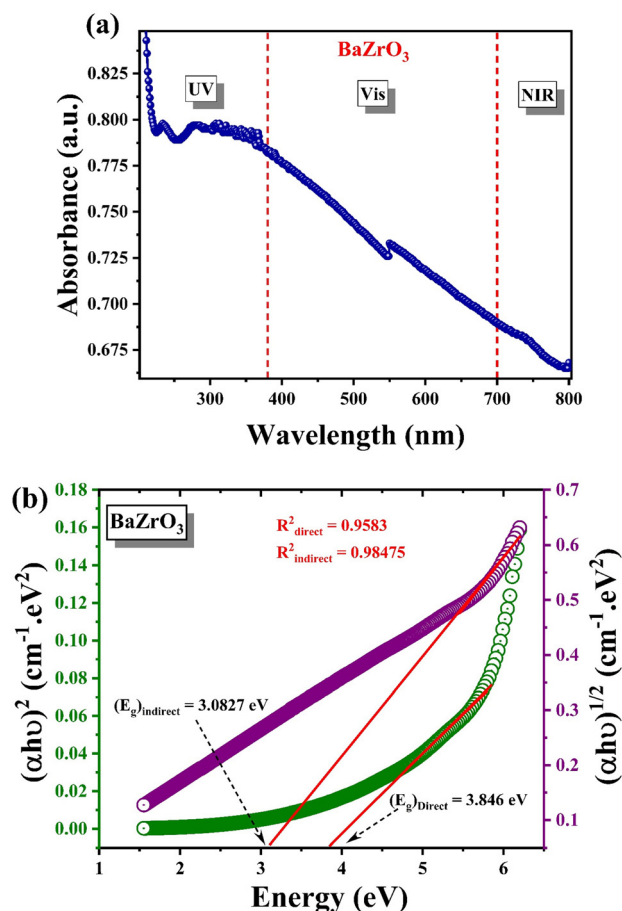 (a)
BaZrO₃
UV
Vis
NIR
0.825
0.800
0.775
0.750
0.725
0.700
0.675
Absorbance (a.u.)
300 400 500 600 700 800
Wavelength (nm)
(b)
BaZrO₃
R²direct = 0.9583
R²indirect = 0.98475
(Eg)indirect = 3.0827 eV
(Eg)Direct = 3.846 eV
0.18
0.16
0.14
0.12
0.10
0.08
0.06
0.04
0.02
0.00
(αhυ)² (cm⁻¹.eV²)
0.7
0.6
0.5
0.4
0.3
0.2
0.1
(αhυ)¹/² (cm⁻¹.eV²)
1 2 3 4 5 6
Energy (eV)